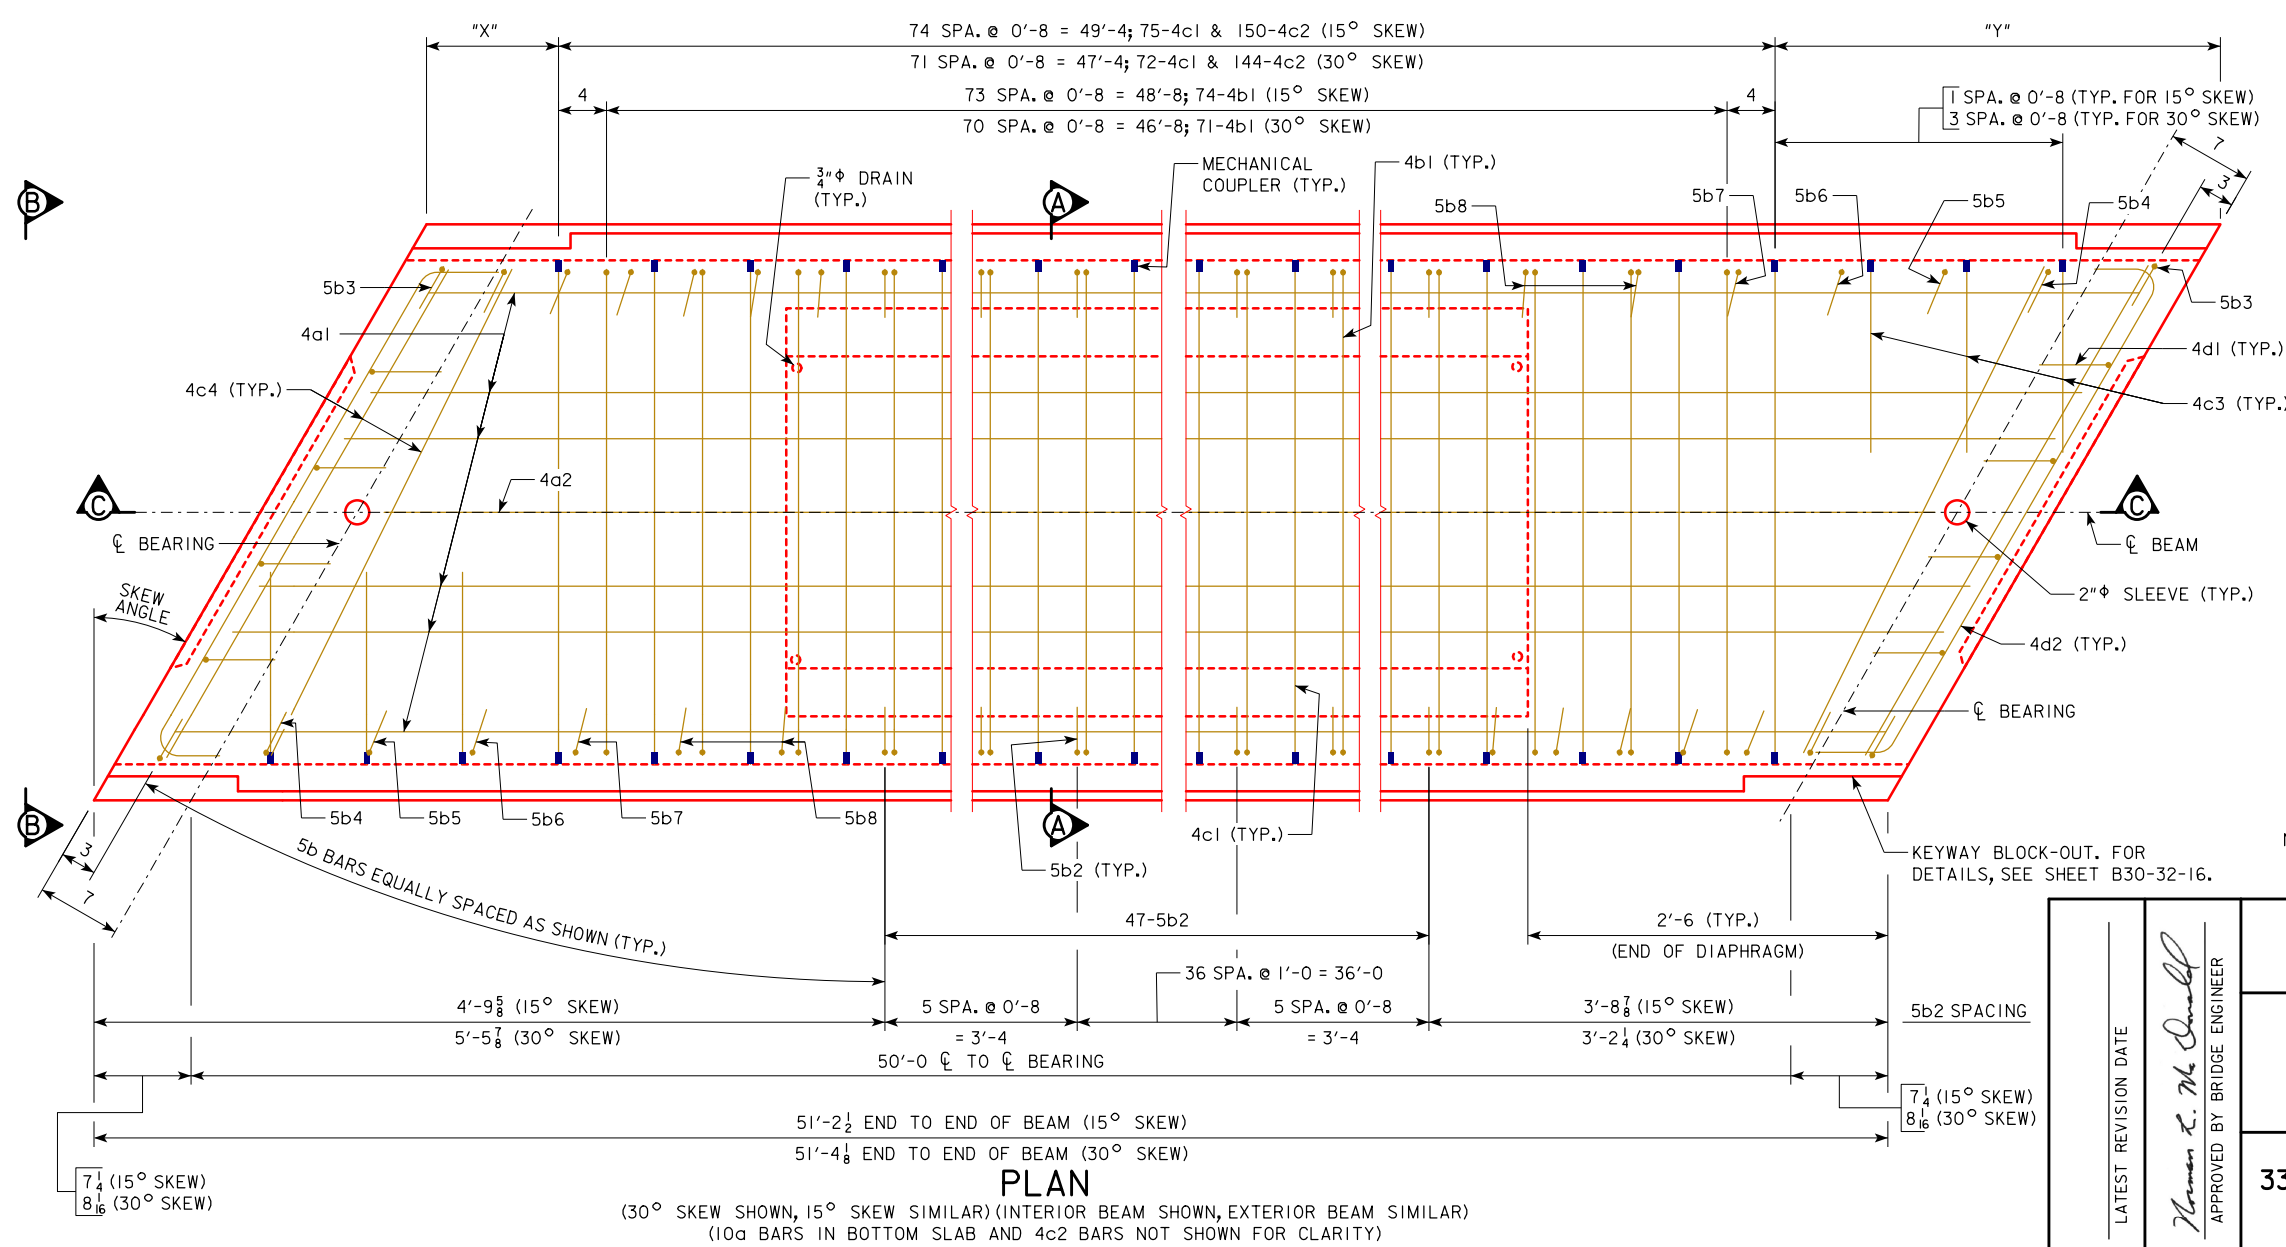 "X"
74 SPA. @ 0'-8 = 49'-4; 75-4c1 & 150-4c2 (15° SKEW)
"Y"
71 SPA. @ 0'-8 = 47'-4; 72-4c1 & 144-4c2 (30° SKEW)
4
73 SPA. @ 0'-8 = 48'-8; 74-4b1 (15° SKEW)
4
70 SPA. @ 0'-8 = 46'-8; 71-4b1 (30° SKEW)
1 SPA. @ 0'-8 (TYP. FOR 15° SKEW)
3 SPA. @ 0'-8 (TYP. FOR 30° SKEW)
7
3
3/4"φ DRAIN
(TYP.)
MECHANICAL
COUPLER (TYP.)
4b1 (TYP.)
5b8
5b7
5b6
5b5
5b4
B
A
5b3
5b3
4a1
4d1 (TYP.)
4c4 (TYP.)
4c3 (TYP.)
4a2
C
C
℄ BEARING
℄ BEAM
SKEW
ANGLE
2"φ SLEEVE (TYP.)
4d2 (TYP.)
℄ BEARING
5b4
5b5
5b6
5b7
5b8
B
A
4c1 (TYP.)
5b2 (TYP.)
3
7
5b BARS EQUALLY SPACED AS SHOWN (TYP.)
KEYWAY BLOCK-OUT. FOR
DETAILS, SEE SHEET B30-32-16.
47-5b2
2'-6 (TYP.)
(END OF DIAPHRAGM)
36 SPA. @ 1'-0 = 36'-0
4'-9 5/8 (15° SKEW)
5 SPA. @ 0'-8
5 SPA. @ 0'-8
3'-8 7/8 (15° SKEW)
5b2 SPACING
5'-5 7/8 (30° SKEW)
= 3'-4
= 3'-4
3'-2 1/4 (30° SKEW)
50'-0 ℄ TO ℄ BEARING
7 1/4 (15° SKEW)
8 1/16 (30° SKEW)
51'-2 1/2 END TO END OF BEAM (15° SKEW)
51'-4 1/8 END TO END OF BEAM (30° SKEW)
7 1/4 (15° SKEW)
8 1/16 (30° SKEW)
PLAN
(30° SKEW SHOWN, 15° SKEW SIMILAR) (INTERIOR BEAM SHOWN, EXTERIOR BEAM SIMILAR)
(10a BARS IN BOTTOM SLAB AND 4c2 BARS NOT SHOWN FOR CLARITY)
LATEST REVISION DATE
Norman L. McDonald
APPROVED BY BRIDGE ENGINEER
33